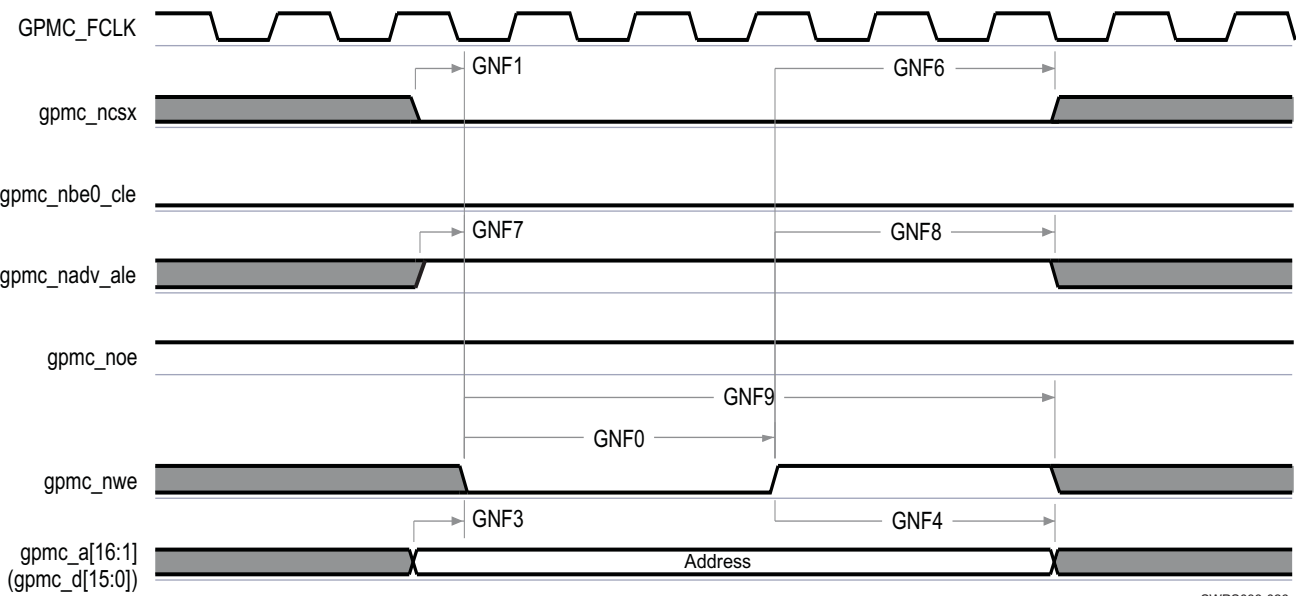 GPMC_FCLK
GNF1
GNF6
gpmc_ncsx
gpmc_nbe0_cle
GNF7
GNF8
gpmc_nadv_ale
gpmc_noe
GNF9
GNF0
gpmc_nwe
GNF3
GNF4
gpmc_a[16:1]
(gpmc_d[15:0])
Address